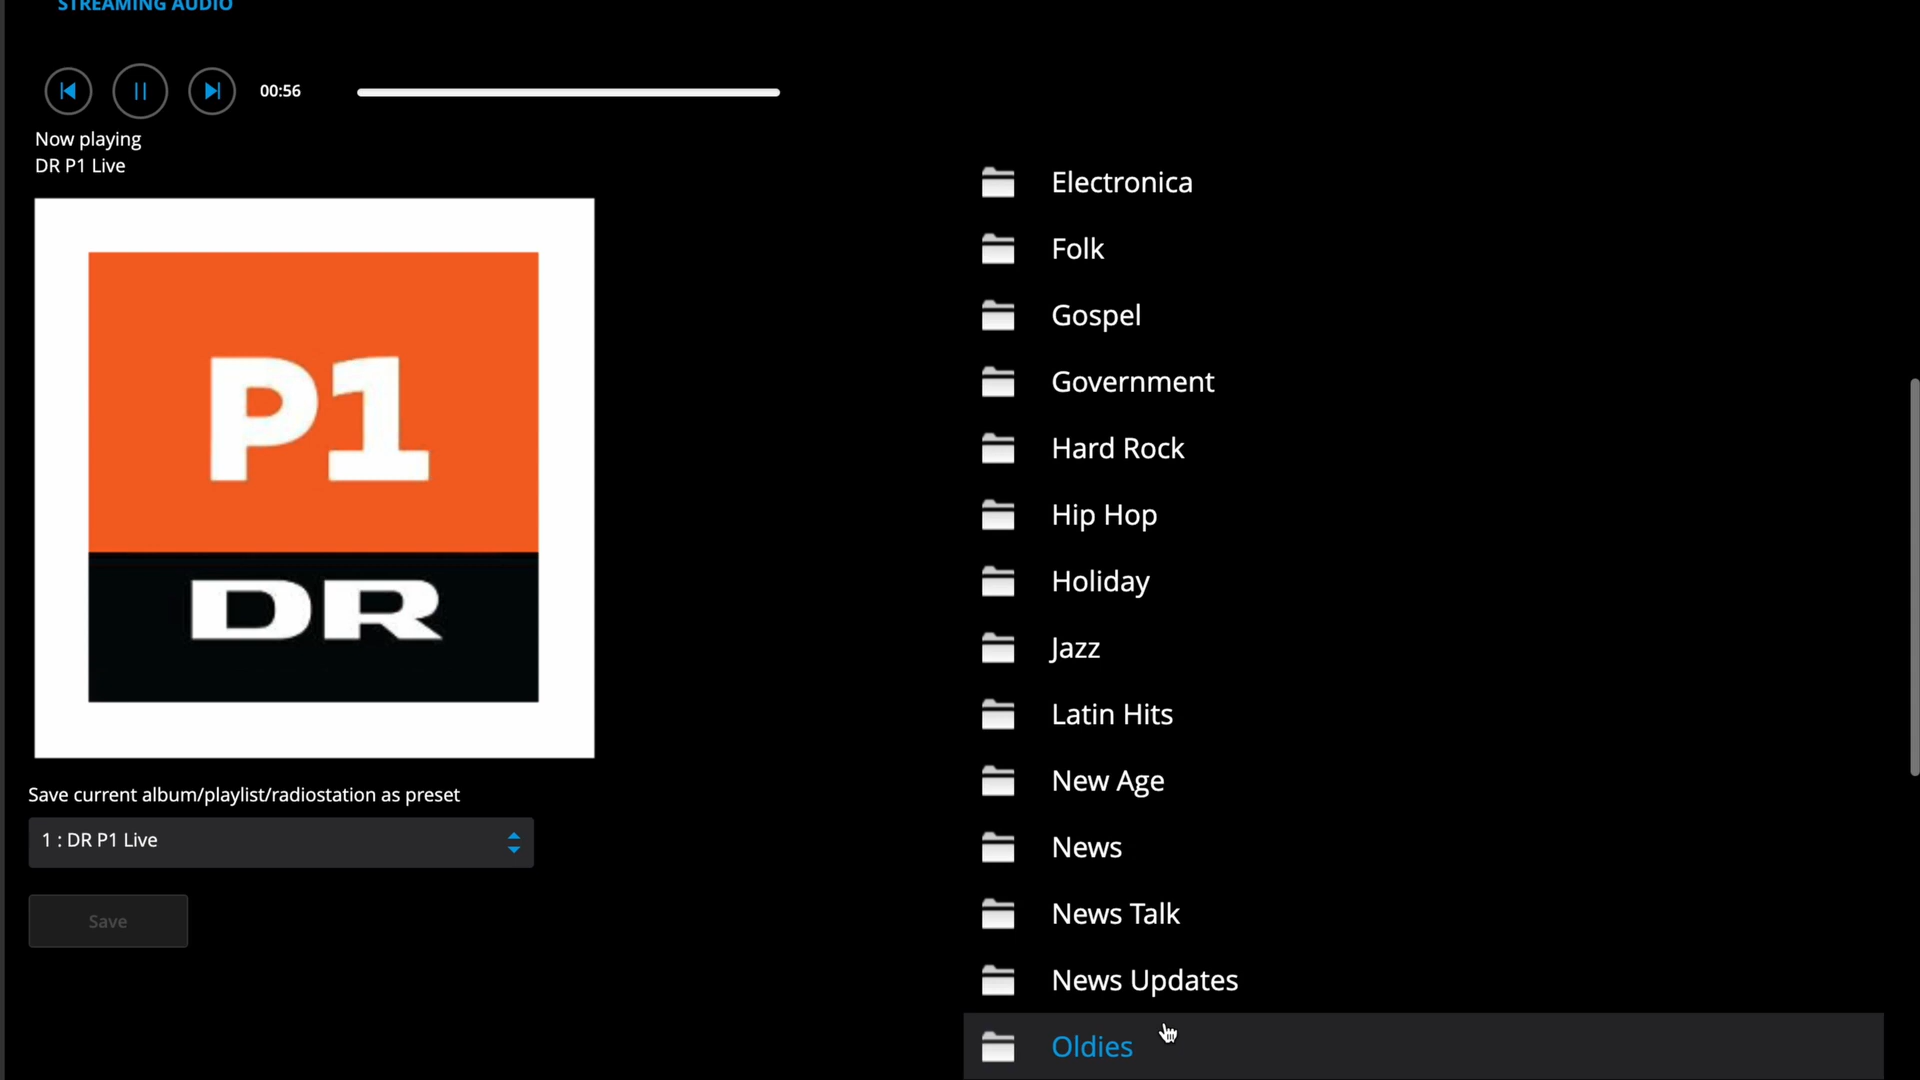 STREAMING AUDIO
00:56
Now playing
DR P1 Live
P1
DR
Save current album/playlist/radiostation as preset
1 : DR P1 Live
Save
Electronica
Folk
Gospel
Government
Hard Rock
Hip Hop
Holiday
Jazz
Latin Hits
New Age
News
News Talk
News Updates
Oldies